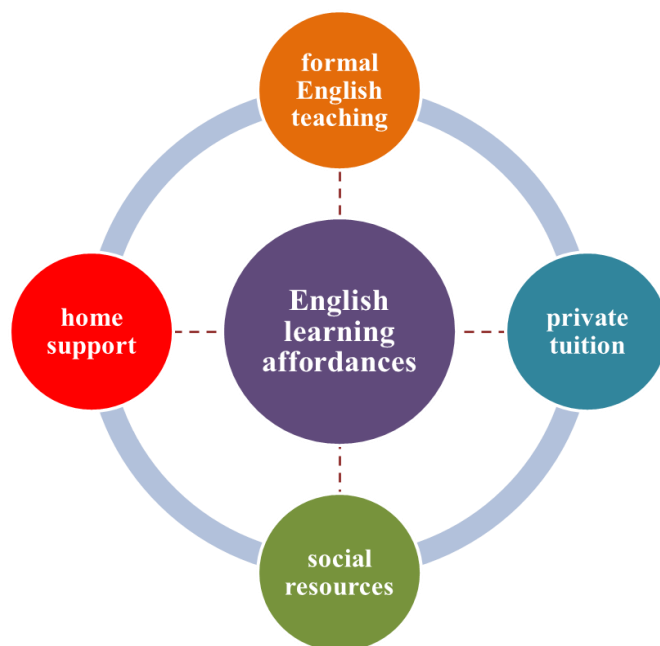 formal
English
teaching
home
support
English
learning
affordances
private
tuition
social
resources